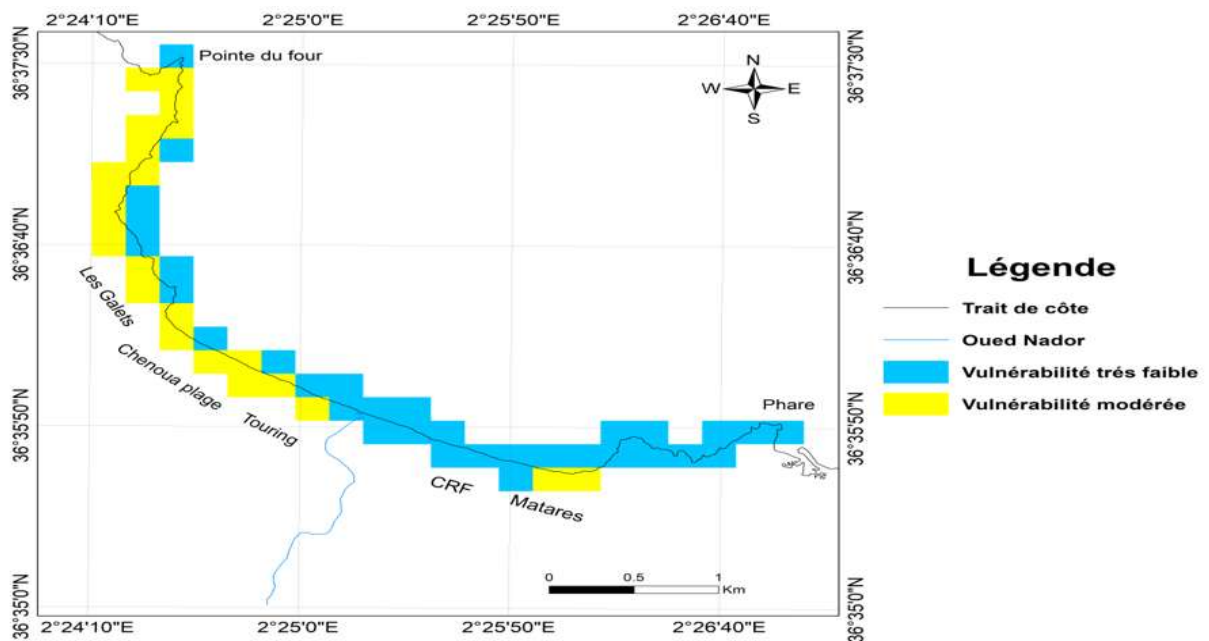 2°24'10"E 2°25'0"E 2°25'50"E 2°26'40"E
36°37'30"N
36°37'30"N
Pointe du four
N
W E
S
36°36'40"N
36°36'40"N
Les Galets
Chenoua plage
Touring
36°35'50"N
36°35'50"N
Phare
CRF
Matares
0 0.5 1
Km
36°35'0"N
36°35'0"N
2°24'10"E 2°25'0"E 2°25'50"E 2°26'40"E
Légende
Trait de côte
Oued Nador
Vulnérabilité trés faible
Vulnérabilité modérée